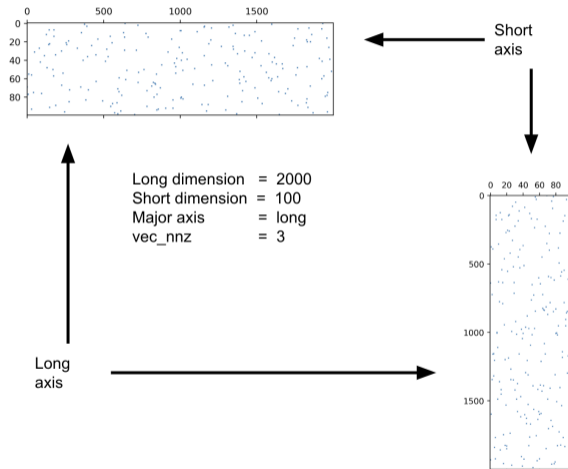 0 500 1000 1500
0
20
40
60
80
Short
axis
Long dimension = 2000
Short dimension = 100
Major axis = long
vec_nnz = 3
0 20 40 60 80
0
500
1000
1500
Long
axis